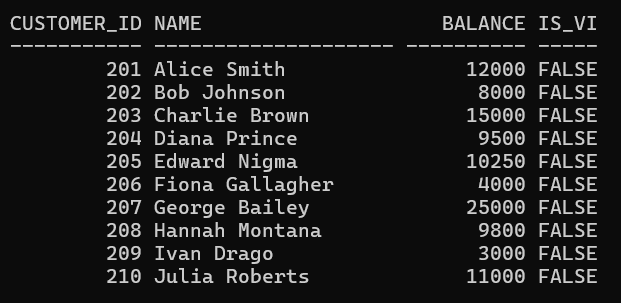 CUSTOMER_ID NAME                    BALANCE IS_VI
----------- -------------------- ---------- -----
        201 Alice Smith               12000 FALSE
        202 Bob Johnson                8000 FALSE
        203 Charlie Brown             15000 FALSE
        204 Diana Prince               9500 FALSE
        205 Edward Nigma              10250 FALSE
        206 Fiona Gallagher            4000 FALSE
        207 George Bailey             25000 FALSE
        208 Hannah Montana             9800 FALSE
        209 Ivan Drago                 3000 FALSE
        210 Julia Roberts             11000 FALSE